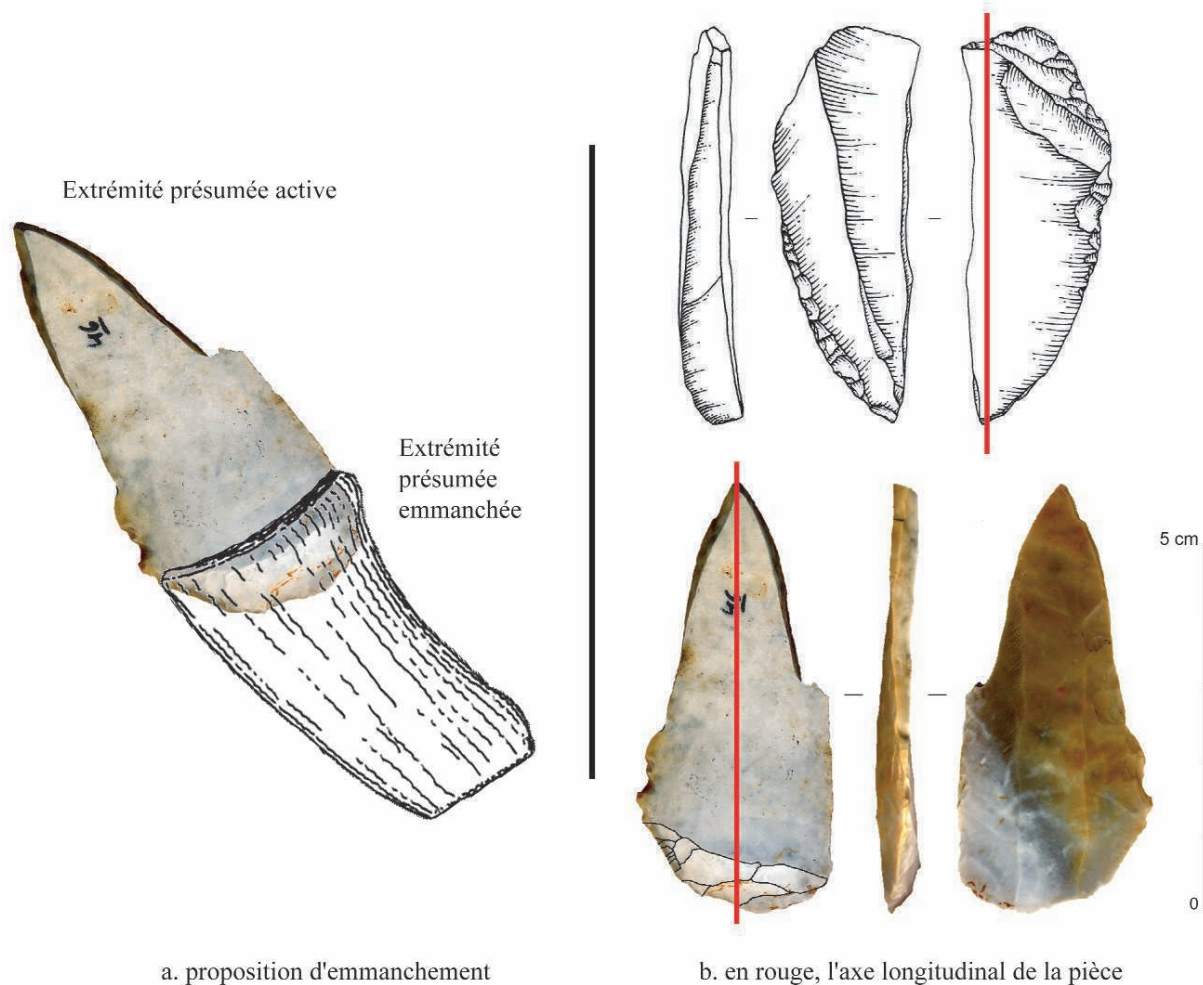 Extrémité présumée active
Extrémité
présumée
emmanchée
5 cm
0
a. proposition d'emmanchement
b. en rouge, l'axe longitudinal de la pièce